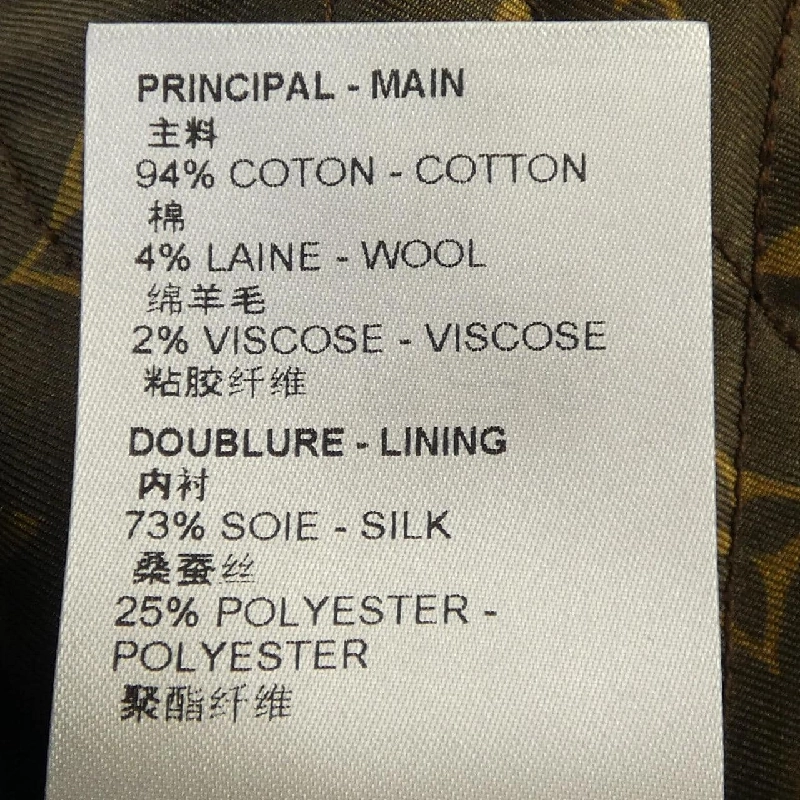 PRINCIPAL - MAIN
主料
94% COTON - COTTON
棉
4% LAINE - WOOL
绵羊毛
2% VISCOSE - VISCOSE
粘胶纤维
DOUBLURE - LINING
内衬
73% SOIE - SILK
桑蚕丝
25% POLYESTER -
POLYESTER
聚酯纤维